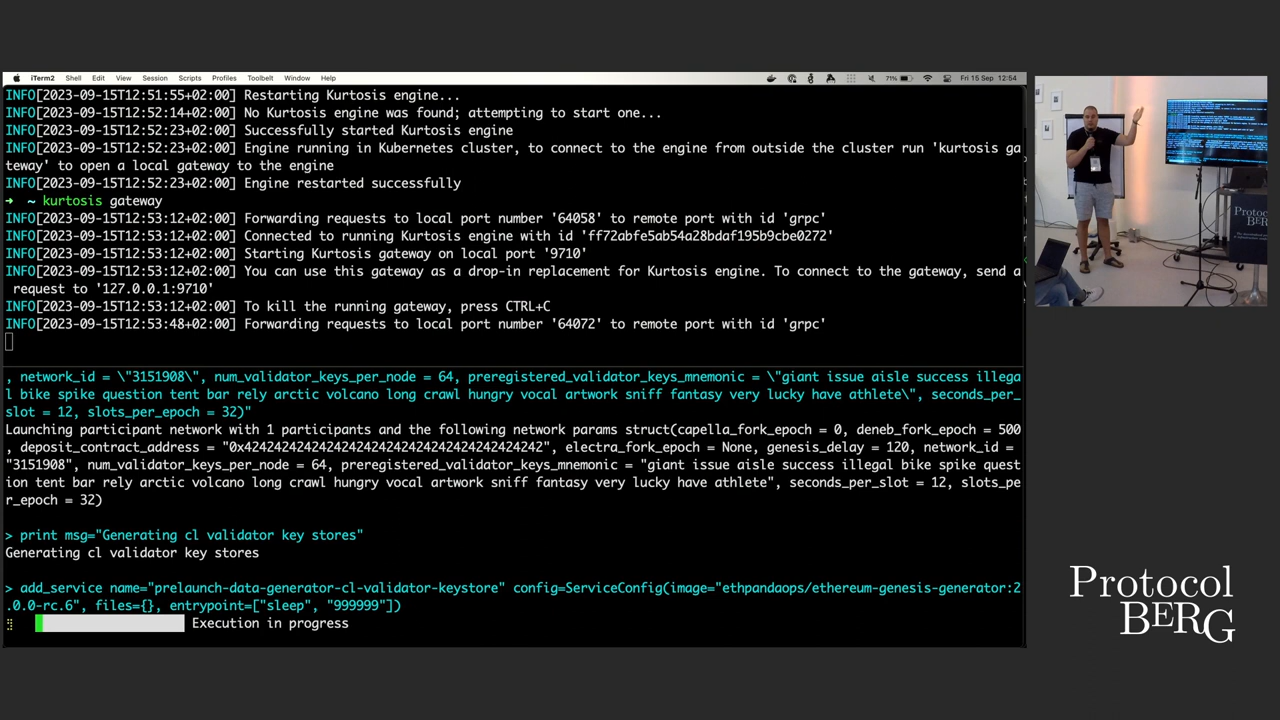 iTerm2 Shell Edit View Session Scripts Profiles Toolbelt Window Help 71% Fri 15 Sep 12:54
INFO[2023-09-15T12:51:55+02:00] Restarting Kurtosis engine...
INFO[2023-09-15T12:52:14+02:00] No Kurtosis engine was found; attempting to start one...
INFO[2023-09-15T12:52:23+02:00] Successfully started Kurtosis engine
INFO[2023-09-15T12:52:23+02:00] Engine running in Kubernetes cluster, to connect to the engine from outside the cluster run 'kurtosis ga
teway' to open a local gateway to the engine
INFO[2023-09-15T12:52:23+02:00] Engine restarted successfully
→ ~ kurtosis gateway
INFO[2023-09-15T12:53:12+02:00] Forwarding requests to local port number '64058' to remote port with id 'grpc'
INFO[2023-09-15T12:53:12+02:00] Connected to running Kurtosis engine with id 'ff72abfe5ab54a28bdaf195b9cbe0272'
INFO[2023-09-15T12:53:12+02:00] Starting Kurtosis gateway on local port '9710'
INFO[2023-09-15T12:53:12+02:00] You can use this gateway as a drop-in replacement for Kurtosis engine. To connect to the gateway, send a
request to '127.0.0.1:9710'
INFO[2023-09-15T12:53:12+02:00] To kill the running gateway, press CTRL+C
INFO[2023-09-15T12:53:48+02:00] Forwarding requests to local port number '64072' to remote port with id 'grpc'
, network_id = \"3151908\", num_validator_keys_per_node = 64, preregistered_validator_keys_mnemonic = \"giant issue aisle success illega
l bike spike question tent bar rely arctic volcano long crawl hungry vocal artwork sniff fantasy very lucky have athlete\", seconds_per_
slot = 12, slots_per_epoch = 32)"
Launching participant network with 1 participants and the following network params struct(capella_fork_epoch = 0, deneb_fork_epoch = 500
, deposit_contract_address = "0x4242424242424242424242424242424242424242", electra_fork_epoch = None, genesis_delay = 120, network_id =
"3151908", num_validator_keys_per_node = 64, preregistered_validator_keys_mnemonic = "giant issue aisle success illegal bike spike quest
ion tent bar rely arctic volcano long crawl hungry vocal artwork sniff fantasy very lucky have athlete", seconds_per_slot = 12, slots_pe
r_epoch = 32)
> print msg="Generating cl validator key stores"
Generating cl validator key stores
> add_service name="prelaunch-data-generator-cl-validator-keystore" config=ServiceConfig(image="ethpandaops/ethereum-genesis-generator:2
.0.0-rc.6", files={}, entrypoint=["sleep", "999999"])
Execution in progress
Protocol
BERG